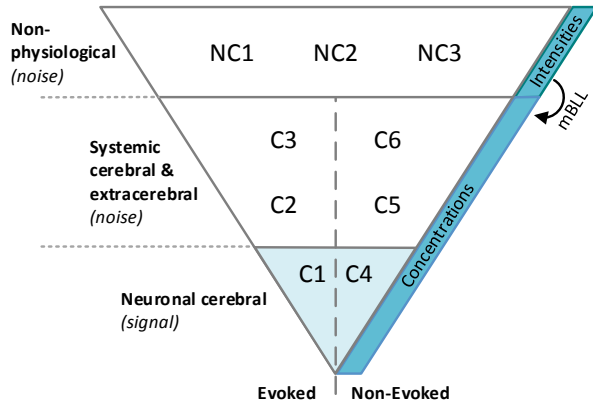 Non-
physiological
(noise)
NC1 NC2 NC3
Intensities
mBLL
Systemic
cerebral &
extracerebral
(noise)
C3 C6
C2 C5
Concentrations
C1 C4
Neuronal cerebral
(signal)
Evoked Non-Evoked